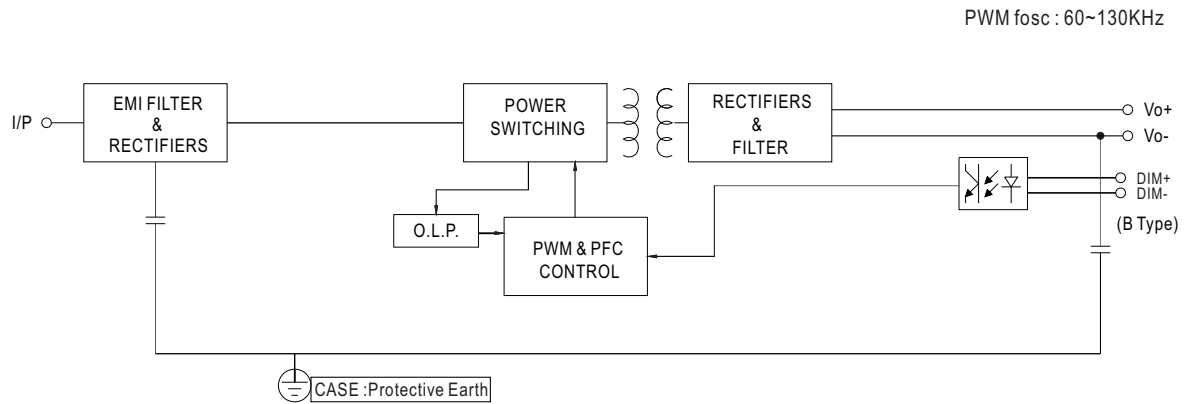 PWM fosc : 60~130KHz
I/P
EMI FILTER
&
RECTIFIERS
POWER
SWITCHING
RECTIFIERS
&
FILTER
Vo+
Vo-
DIM+
DIM-
(B Type)
O.L.P.
PWM & PFC
CONTROL
CASE :Protective Earth